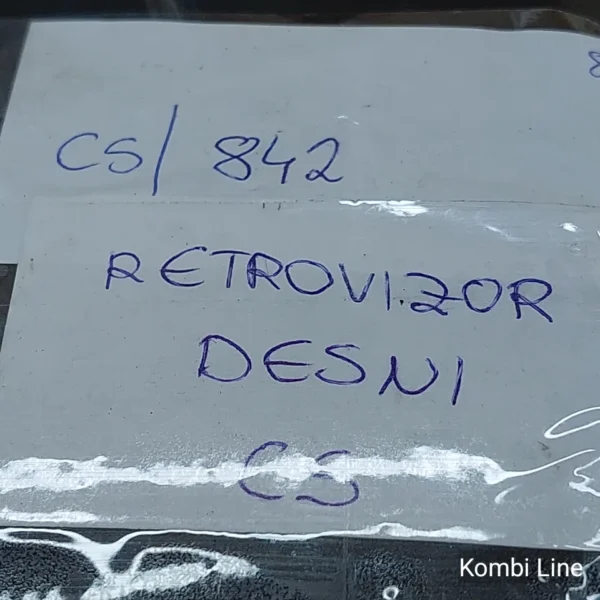 CS/ 842
RETROVIZOR
DESNI
CS
Kombi Line